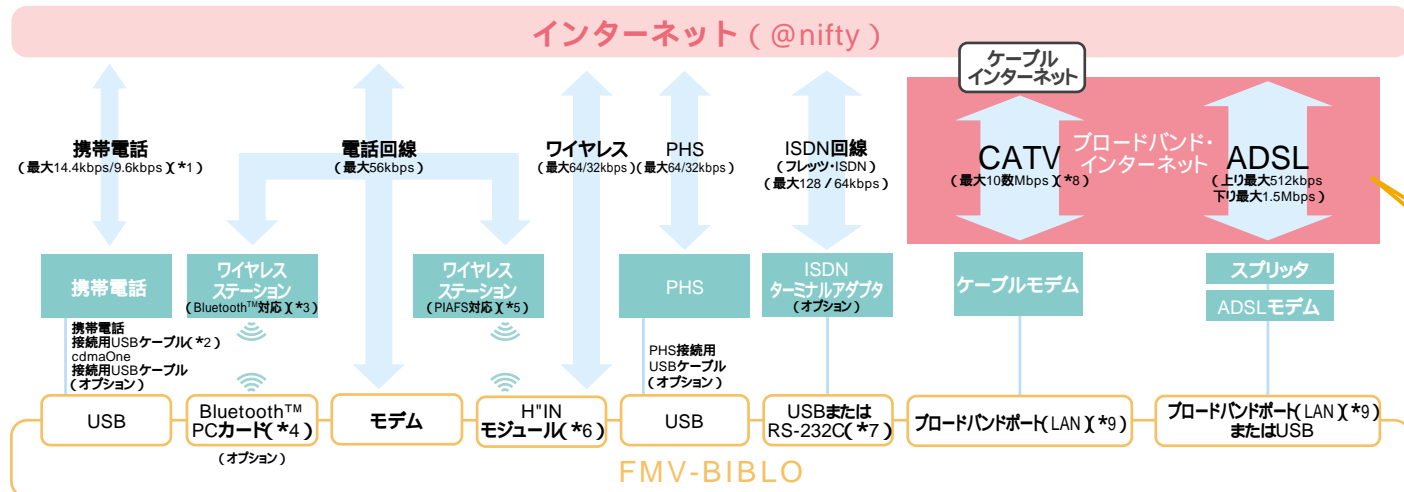 インターネット(@nifty)
ケーブル
インターネット
携帯電話
(最大14.4kbps/9.6kbps)(*1)
電話回線
(最大56kbps)
ワイヤレス
(最大64/32kbps)
PHS
(最大64/32kbps)
ISDN回線
(フレッツ・ISDN)
(最大128/64kbps)
CATV
(最大10数Mbps)(*8)
ブロードバンド・
インターネット
ADSL
(上り最大512kbps
下り最大1.5Mbps)
携帯電話
ワイヤレス
ステーション
(Bluetooth™対応)(*3)
ワイヤレス
ステーション
(PIAFS対応)(*5)
PHS
ISDN
ターミナルアダプタ
(オプション)
ケーブルモデム
スプリッタ
ADSLモデム
携帯電話
接続用USBケーブル(*2)
cdmaOne
接続用USBケーブル
(オプション)
PHS接続用
USBケーブル
(オプション)
USB
Bluetooth™
PCカード(*4)
(オプション)
モデム
H"IN
モジュール(*6)
USB
USBまたは
RS-232C(*7)
ブロードバンドポート(LAN)(*9)
ブロードバンドポート(LAN)(*9)
またはUSB
FMV-BIBLO